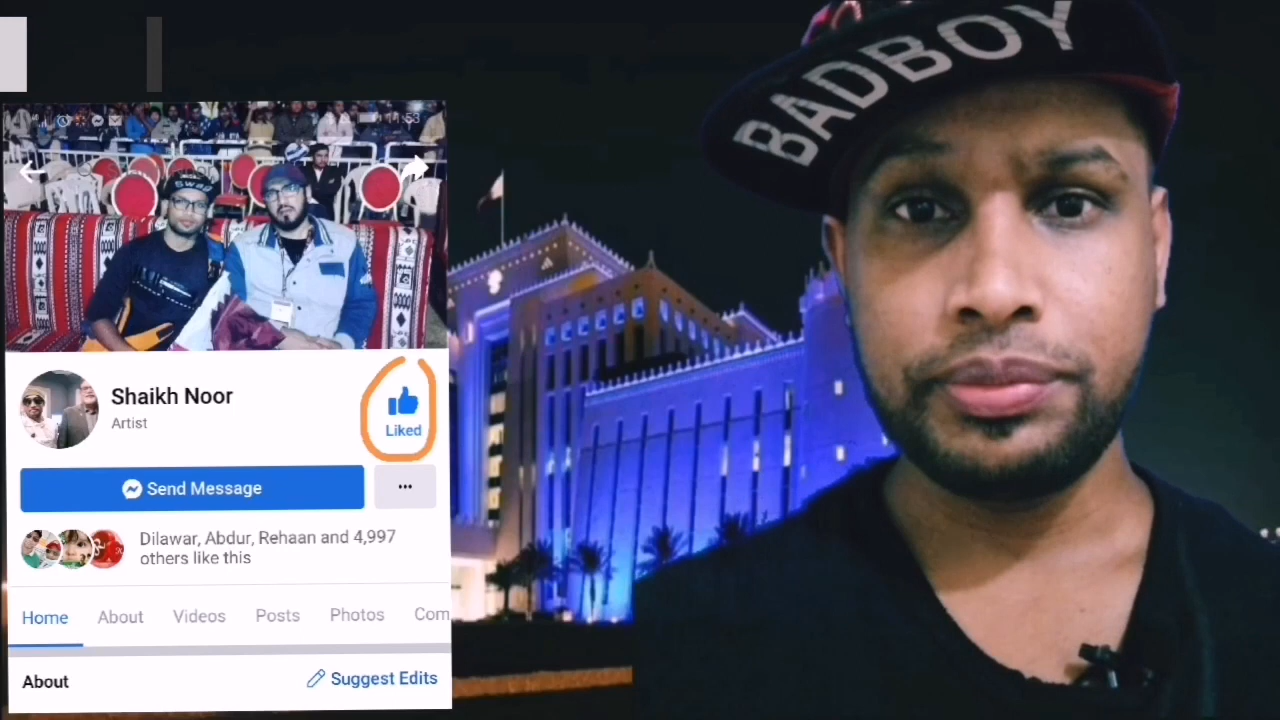 BADBOY
SWAG
Shaikh Noor
Artist
Liked
Send Message
...
Dilawar, Abdur, Rehaan and 4,997
others like this
Home About Videos Posts Photos Com
About
Suggest Edits